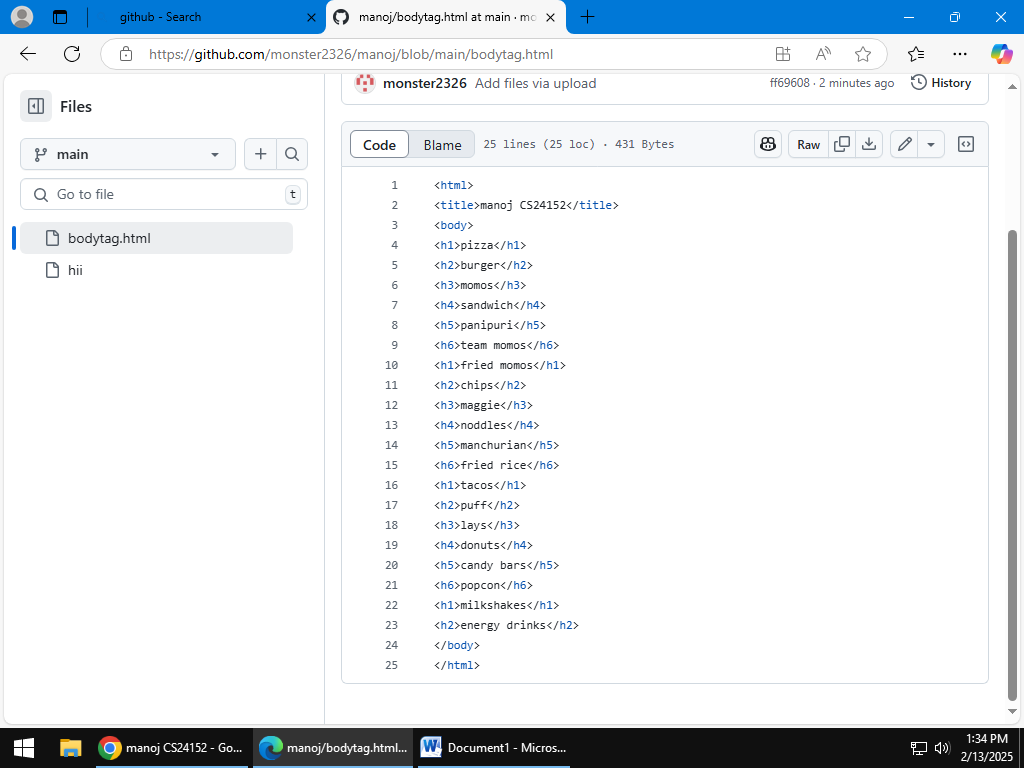 github - Search
manoj/bodytag.html at main · mo
https://github.com/monster2326/manoj/blob/main/bodytag.html
Files
monster2326 Add files via upload ff69608 · 2 minutes ago History
main
Go to file t
bodytag.html
hii
Code Blame 25 lines (25 loc) · 431 Bytes Raw
1 <html>
2 <title>manoj CS24152</title>
3 <body>
4 <h1>pizza</h1>
5 <h2>burger</h2>
6 <h3>momos</h3>
7 <h4>sandwich</h4>
8 <h5>panipuri</h5>
9 <h6>team momos</h6>
10 <h1>fried momos</h1>
11 <h2>chips</h2>
12 <h3>maggie</h3>
13 <h4>noddles</h4>
14 <h5>manchurian</h5>
15 <h6>fried rice</h6>
16 <h1>tacos</h1>
17 <h2>puff</h2>
18 <h3>lays</h3>
19 <h4>donuts</h4>
20 <h5>candy bars</h5>
21 <h6>popcon</h6>
22 <h1>milkshakes</h1>
23 <h2>energy drinks</h2>
24 </body>
25 </html>
manoj CS24152 - Go...
manoj/bodytag.html...
Document1 - Micros...
1:34 PM
2/13/2025